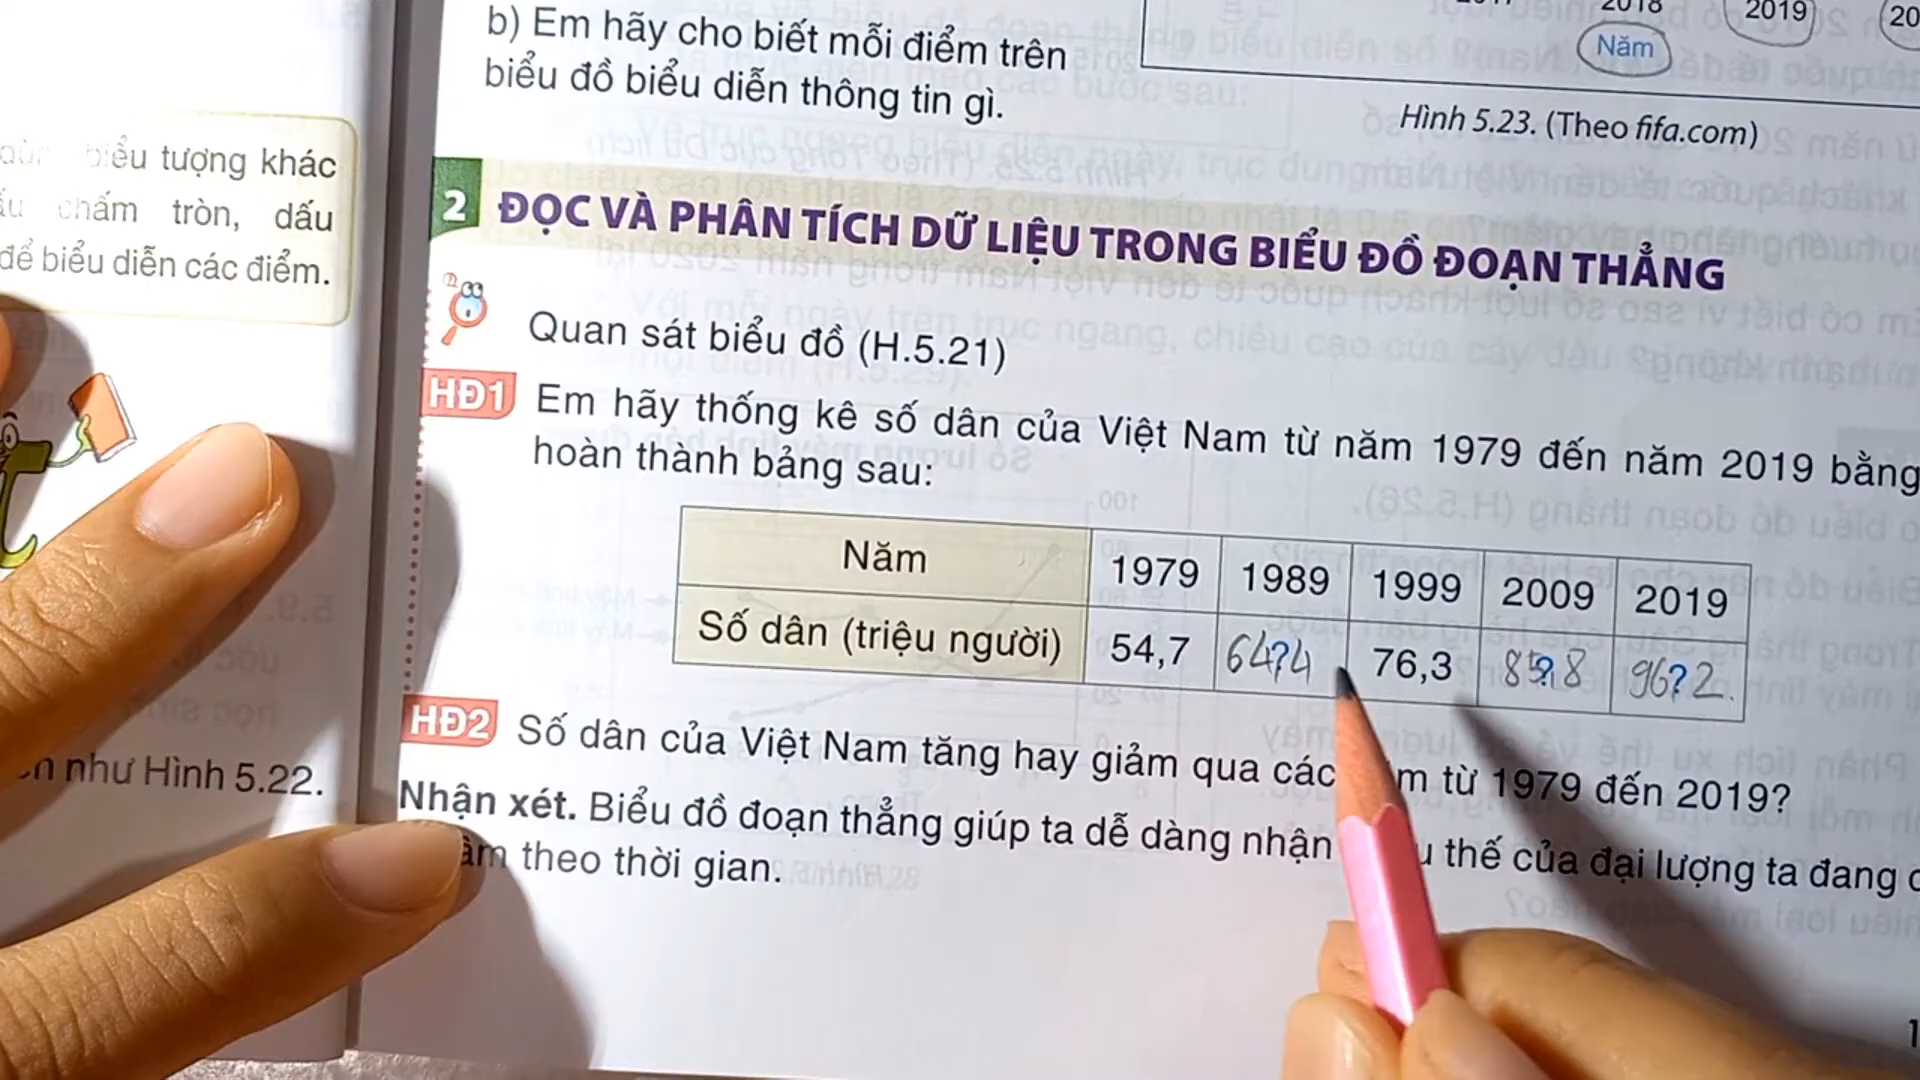 b) Em hãy cho biết mỗi điểm trên
biểu đồ biểu diễn thông tin gì.
2018
2019
20
Năm
Hình 5.23. (Theo fifa.com)
biểu tượng khác
chấm tròn, dấu
để biểu diễn các điểm.
2 ĐỌC VÀ PHÂN TÍCH DỮ LIỆU TRONG BIỂU ĐỒ ĐOẠN THẲNG
Quan sát biểu đồ (H.5.21)
HĐ1 Em hãy thống kê số dân của Việt Nam từ năm 1979 đến năm 2019 bằng
hoàn thành bảng sau:
Năm 1979 1989 1999 2009 2019
Số dân (triệu người) 54,7 64?4 76,3 85?,8 96?2
HĐ2 Số dân của Việt Nam tăng hay giảm qua các từ 1979 đến 2019?
như Hình 5.22.
Nhận xét. Biểu đồ đoạn thẳng giúp ta dễ dàng nhận thế của đại lượng ta đang
theo thời gian.
1